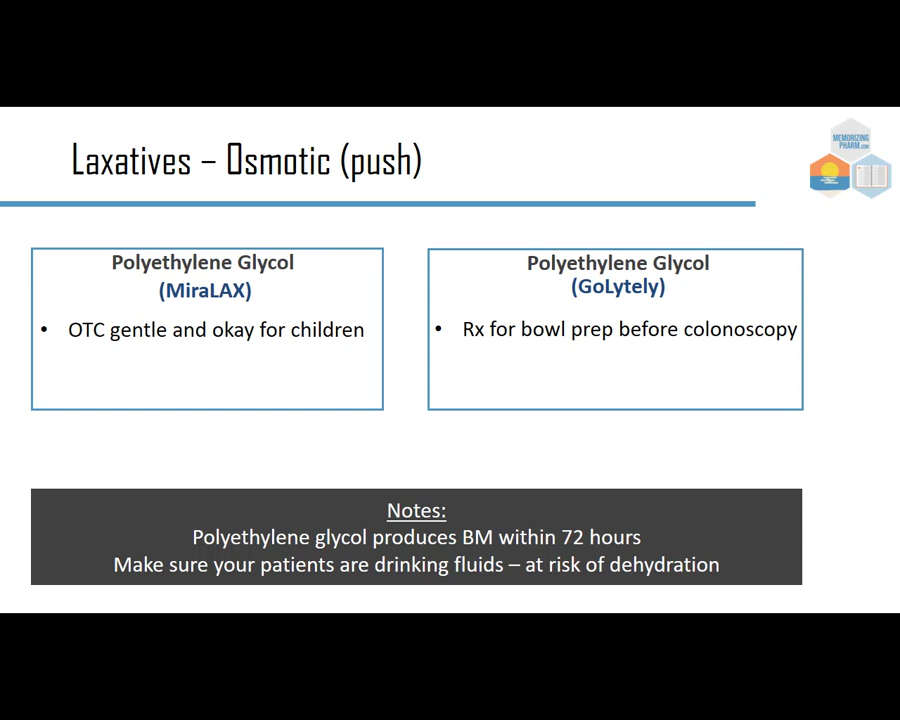 MEMORIZING
PHARM.COM
Laxatives – Osmotic (push)
Polyethylene Glycol
(MiraLAX)
• OTC gentle and okay for children
Polyethylene Glycol
(GoLytely)
• Rx for bowl prep before colonoscopy
Notes:
Polyethylene glycol produces BM within 72 hours
Make sure your patients are drinking fluids – at risk of dehydration